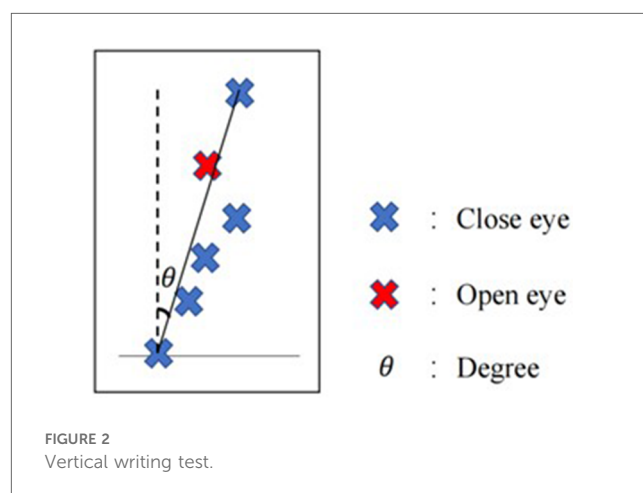 θ
: Close eye
: Open eye
θ : Degree
FIGURE 2
Vertical writing test.